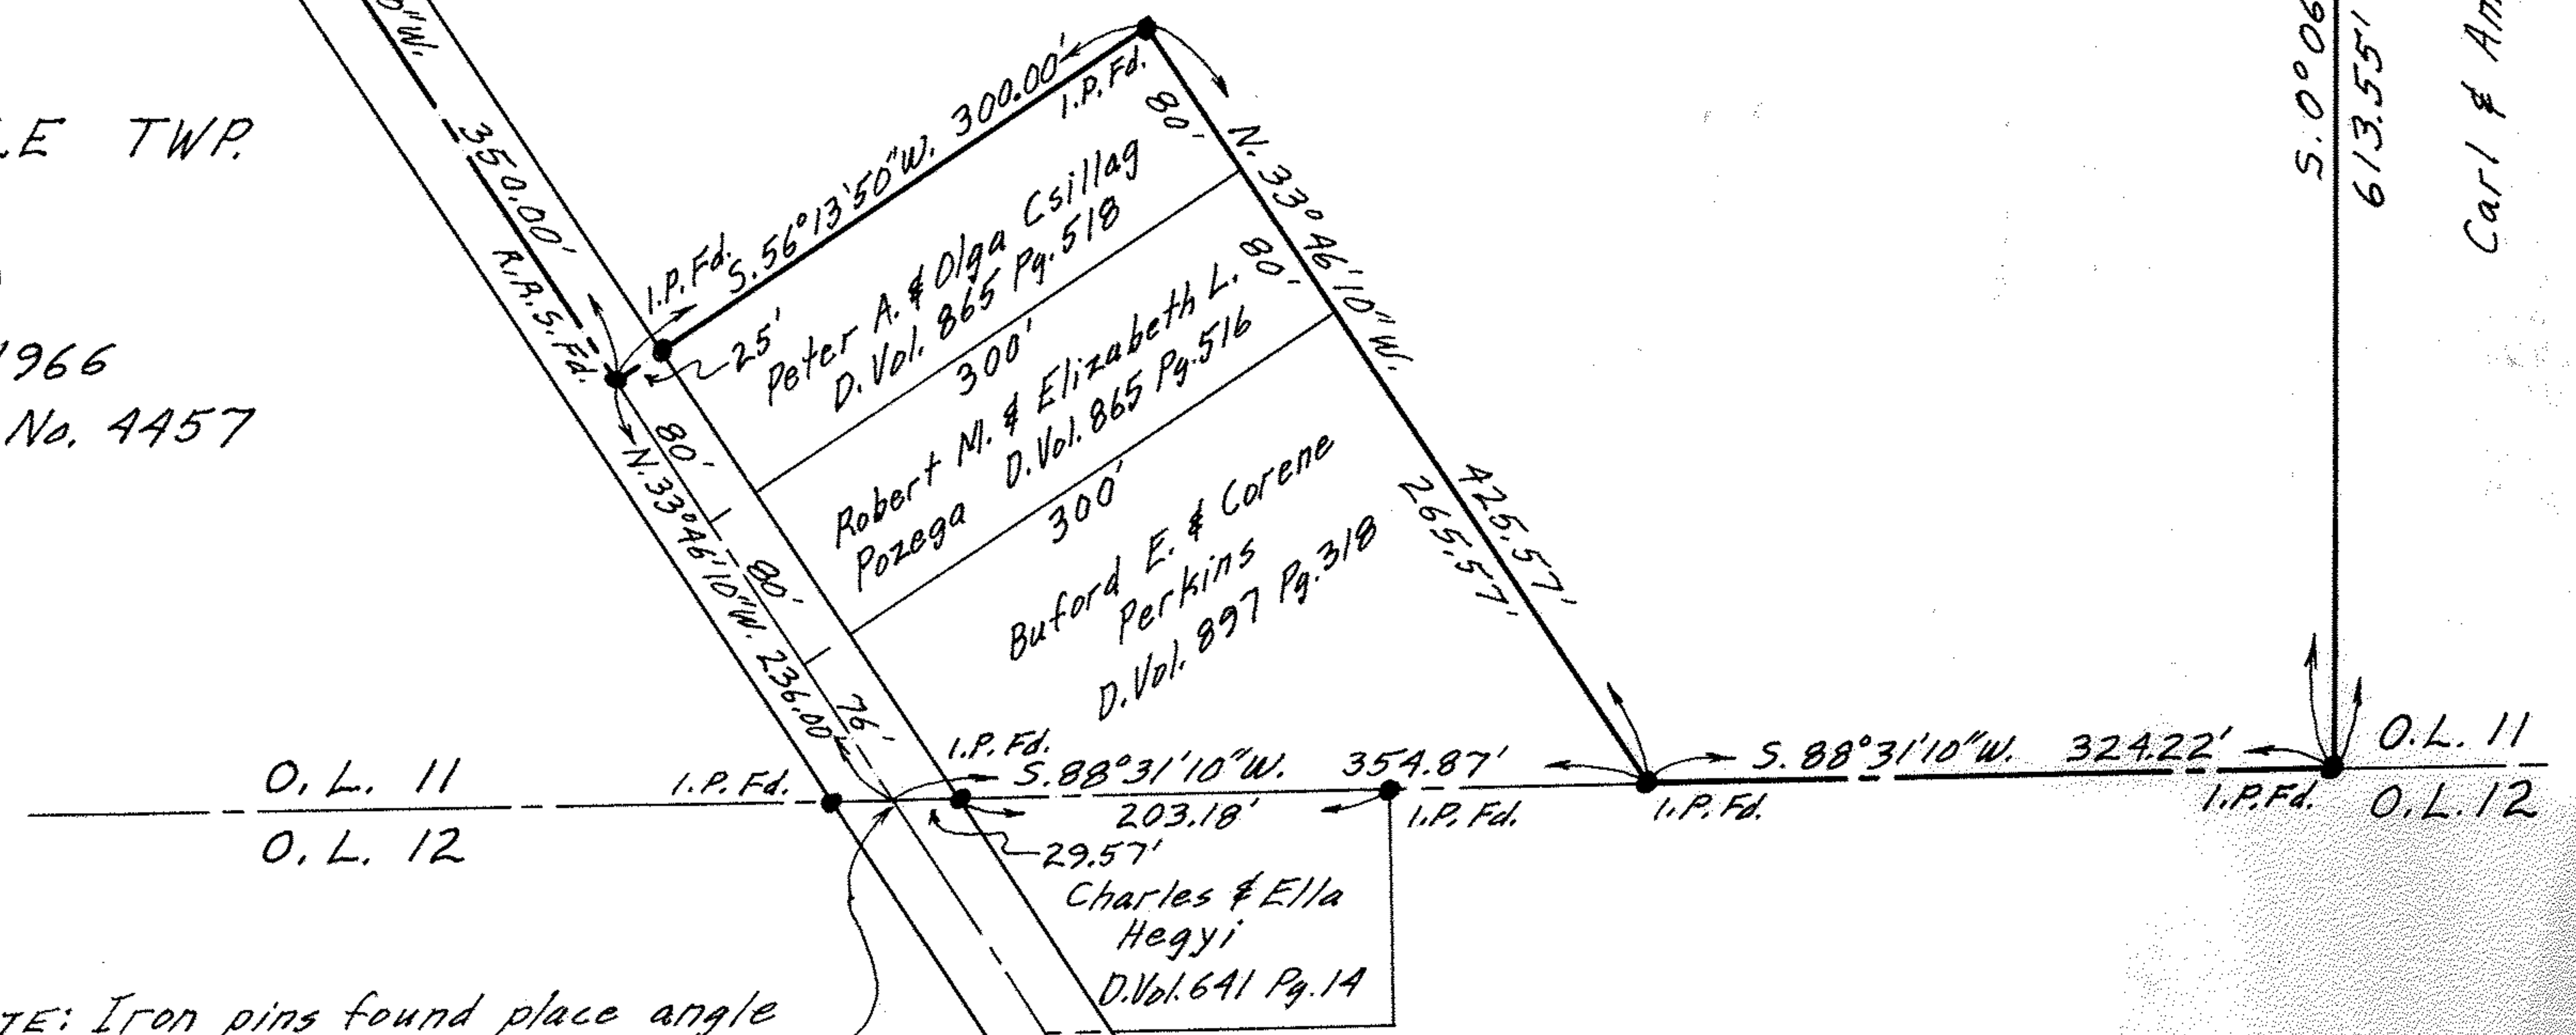 0"W.
350.00'
R.R.S. Fd.
LE TWP.
1966
No. 4457
300.00'
S.56°13'50"W.
I.P. Fd.
I.P. Fd.
25'
80'
N. 33°46'10"W.
Peter A. & Olga Csillag
D. Vol. 865 Pg. 518
300'
80'
Robert M. & Elizabeth L.
Pozega D. Vol. 865 Pg. 516
300'
Buford E. & Corene
Perkins
D. Vol. 897 Pg. 318
425.57'
265.57'
80'
80'
76'
N. 33°46'10"W. 236.00'
S. 0°06
613.55'
Carl &
O. L. 11
O. L. 12
I.P. Fd.
I.P. Fd.
S. 88°31'10"W. 354.87'
203.18'
29.57'
I.P. Fd.
I.P. Fd.
S. 88°31'10"W. 324.22'
I.P. Fd.
O.L. 11
O.L. 12
Charles & Ella
Hegyi
D. Vol. 641 Pg. 14
TE: Iron pins found place angle